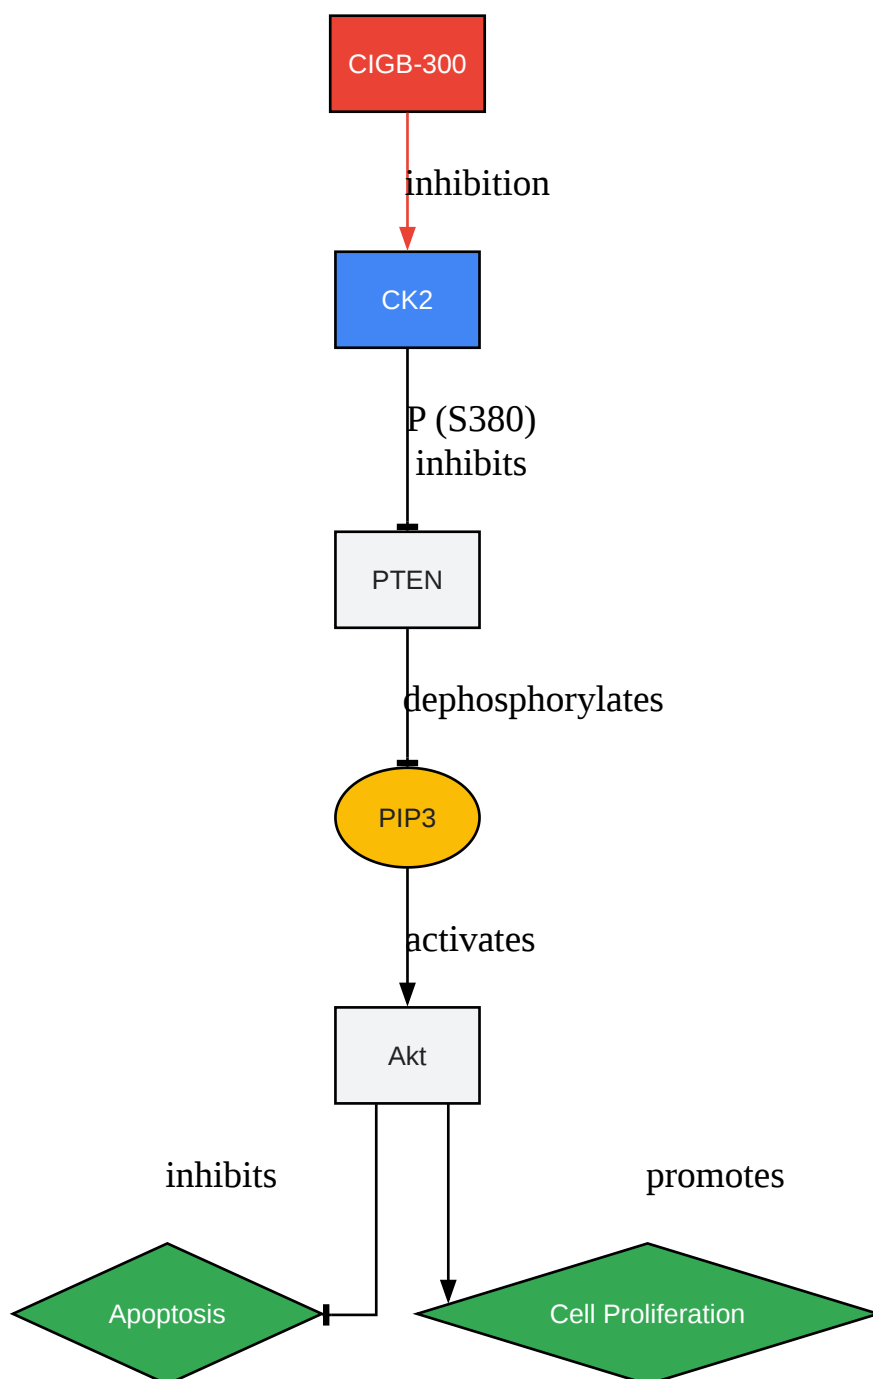 CIGB-300
inhibition
CK2
P (S380)
inhibits
PTEN
dephosphorylates
PIP3
activates
Akt
inhibits
promotes
Apoptosis
Cell Proliferation